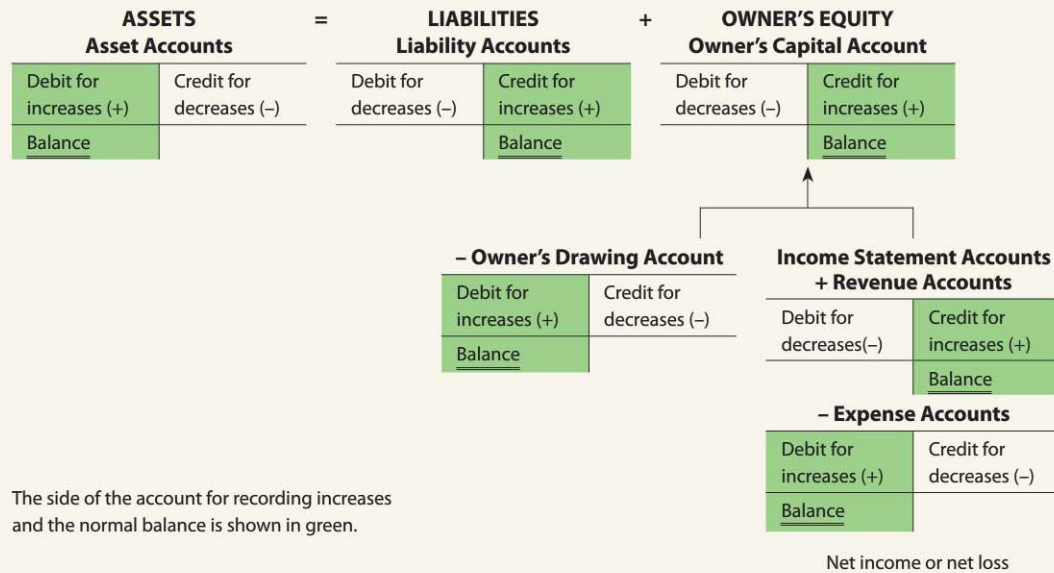 ASSETS = LIABILITIES + OWNER’S EQUITY
Asset Accounts Liability Accounts Owner’s Capital Account
Debit for
increases (+)
Credit for
decreases (–)
Balance
Debit for
decreases (–)
Credit for
increases (+)
Balance
Debit for
decreases (–)
Credit for
increases (+)
Balance
– Owner’s Drawing Account
Debit for
increases (+)
Credit for
decreases (–)
Balance
Income Statement Accounts
+ Revenue Accounts
Debit for
decreases(–)
Credit for
increases (+)
Balance
– Expense Accounts
Debit for
increases (+)
Credit for
decreases (–)
Balance
The side of the account for recording increases
and the normal balance is shown in green.
Net income or net loss